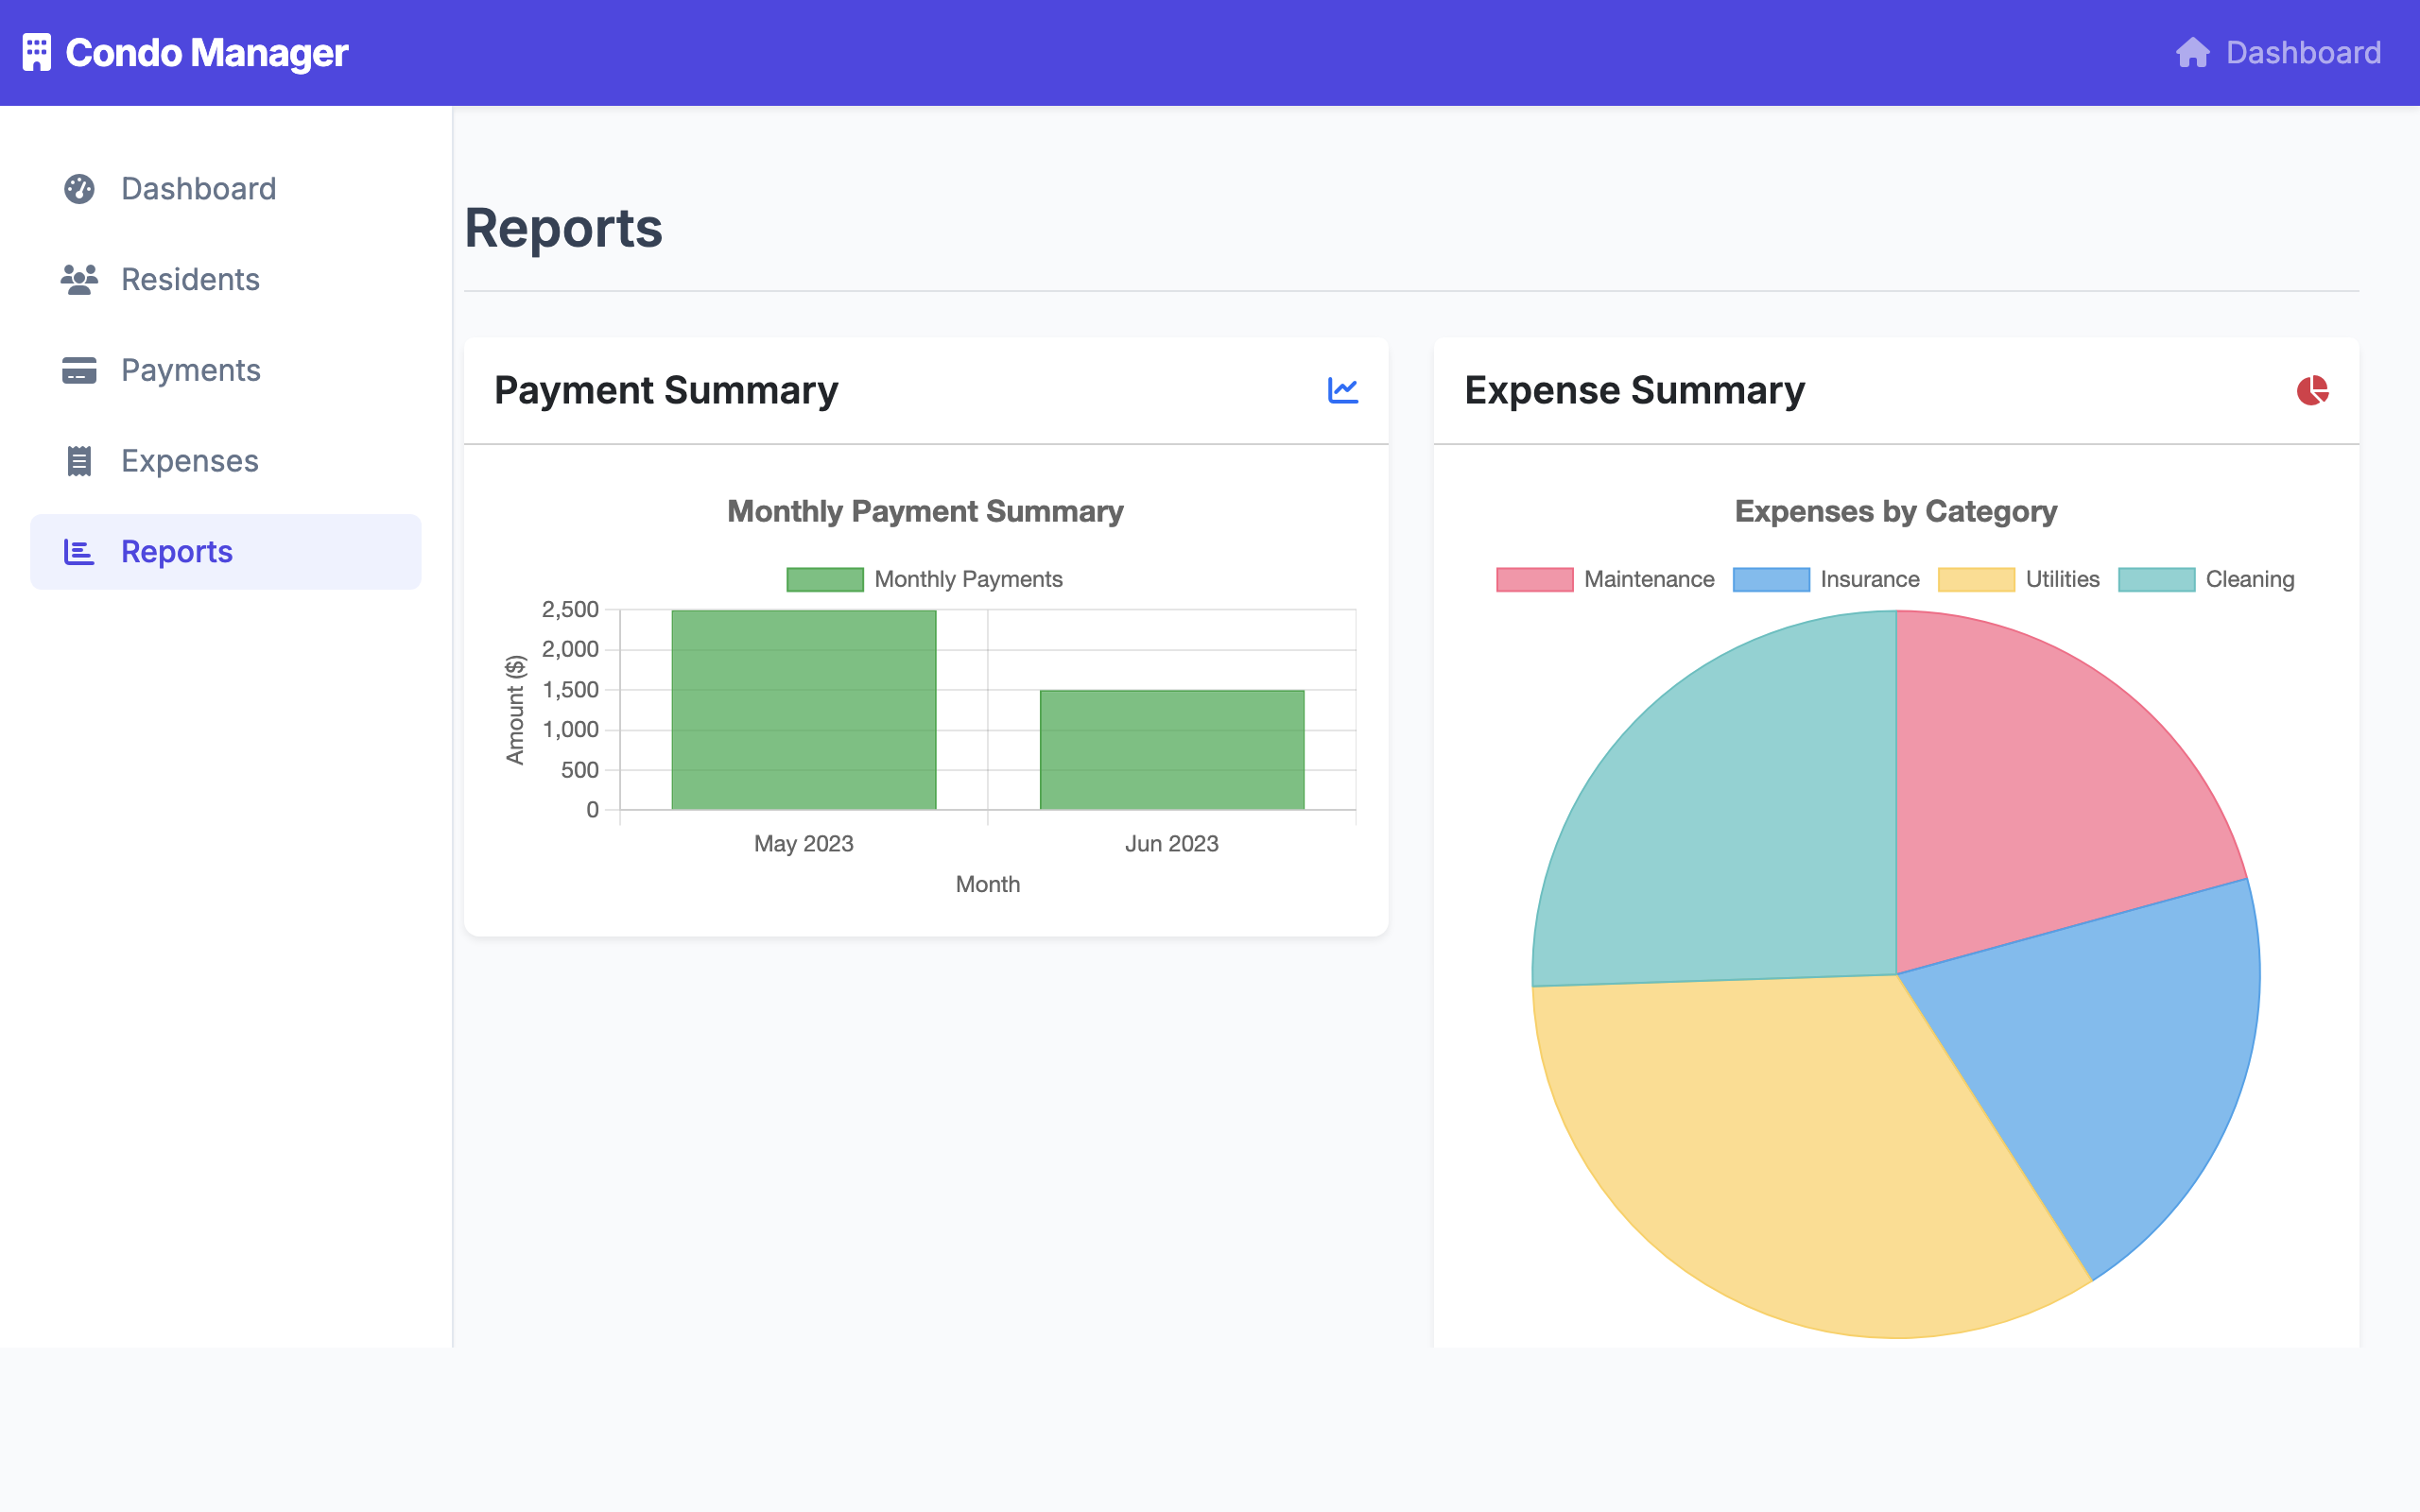 Condo Manager
Dashboard
Dashboard
Residents
Payments
Expenses
Reports
Reports
Payment Summary
Monthly Payment Summary
Monthly Payments
Amount ($)
2,500
2,000
1,500
1,000
500
0
May 2023 Jun 2023
Month
Expense Summary
Expenses by Category
Maintenance Insurance Utilities Cleaning